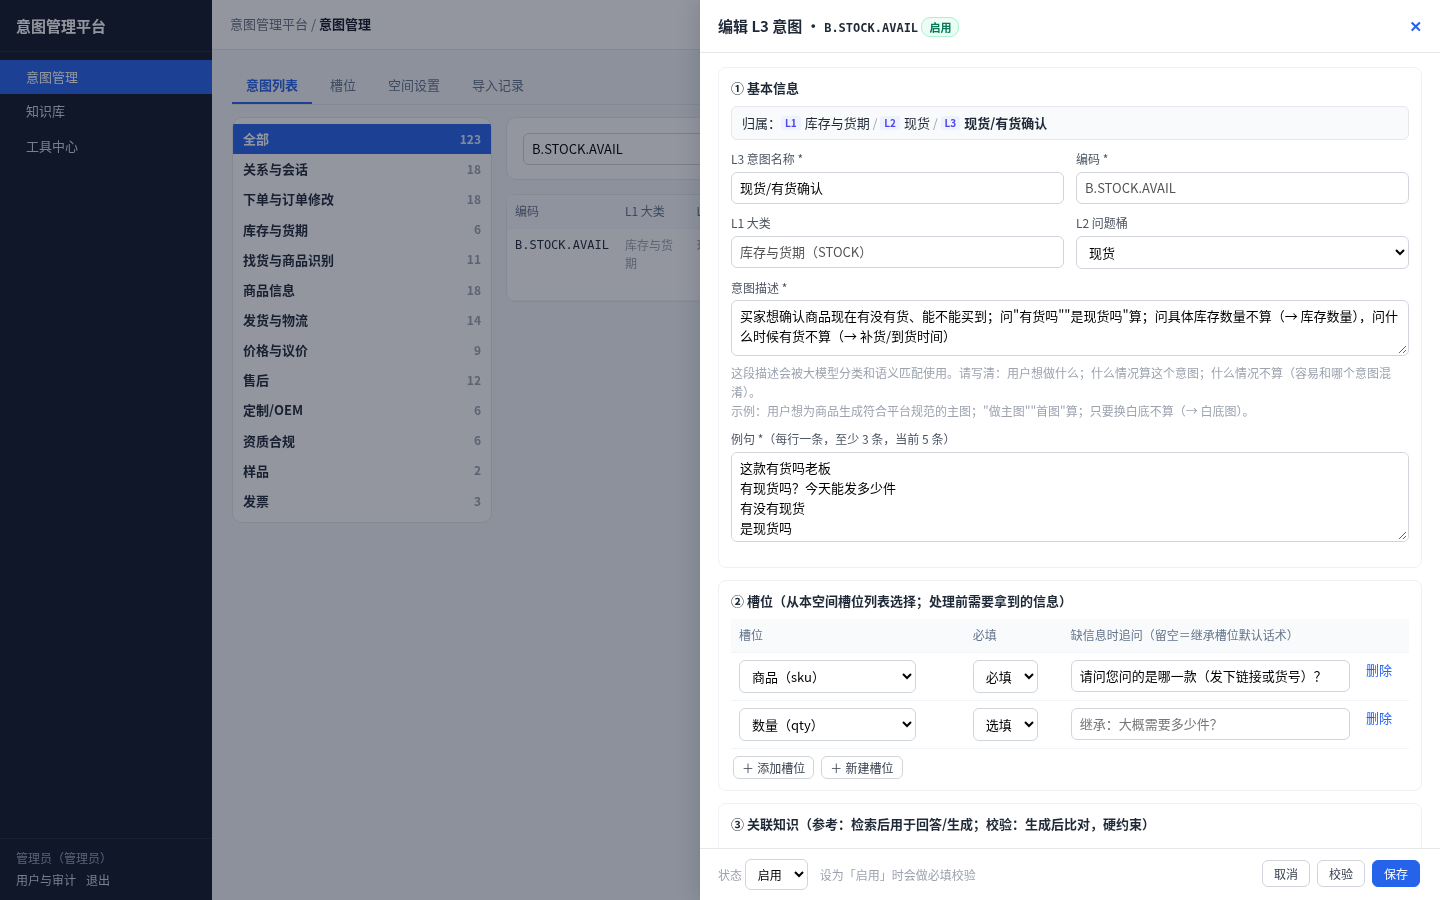 意图管理平台
意图管理
知识库
工具中心
管理员（管理员）
用户与审计 退出
意图管理平台 / 意图管理
意图列表 槽位 空间设置 导入记录
全部 123
关系与会话 18
下单与订单修改 18
库存与货期 6
找货与商品识别 11
商品信息 18
发货与物流 14
价格与议价 9
售后 12
定制/OEM 6
资质合规 6
样品 2
发票 3
B.STOCK.AVAIL
编码 L1 大类
B.STOCK.AVAIL 库存与货
期
编辑 L3 意图 · B.STOCK.AVAIL 启用 ×
① 基本信息
归属： L1 库存与货期 / L2 现货 / L3 现货/有货确认
L3 意图名称 * 编码 *
现货/有货确认 B.STOCK.AVAIL
L1 大类 L2 问题桶
库存与货期（STOCK） 现货
意图描述 *
买家想确认商品现在有没有货、能不能买到；问"有货吗""是现货吗"算；问具体库存数量不算（→ 库存数量），问什
么时候有货不算（→ 补货/到货时间）
这段描述会被大模型分类和语义匹配使用。请写清：用户想做什么；什么情况算这个意图；什么情况不算（容易和哪个意图混
淆）。
示例：用户想为商品生成符合平台规范的主图；"做主图""首图"算；只要换白底不算（→ 白底图）。
例句 *（每行一条，至少 3 条，当前 5 条）
这款有货吗老板
有现货吗？今天能发多少件
有没有现货
是现货吗
② 槽位（从本空间槽位列表选择；处理前需要拿到的信息）
槽位 必填 缺信息时追问（留空＝继承槽位默认话术）
商品（sku） 必填 请问您问的是哪一款（发下链接或货号）？ 删除
数量（qty） 选填 继承：大概需要多少件？ 删除
＋ 添加槽位 ＋ 新建槽位
③ 关联知识（参考：检索后用于回答/生成；校验：生成后比对，硬约束）
状态 启用 设为「启用」时会做必填校验 取消 校验 保存